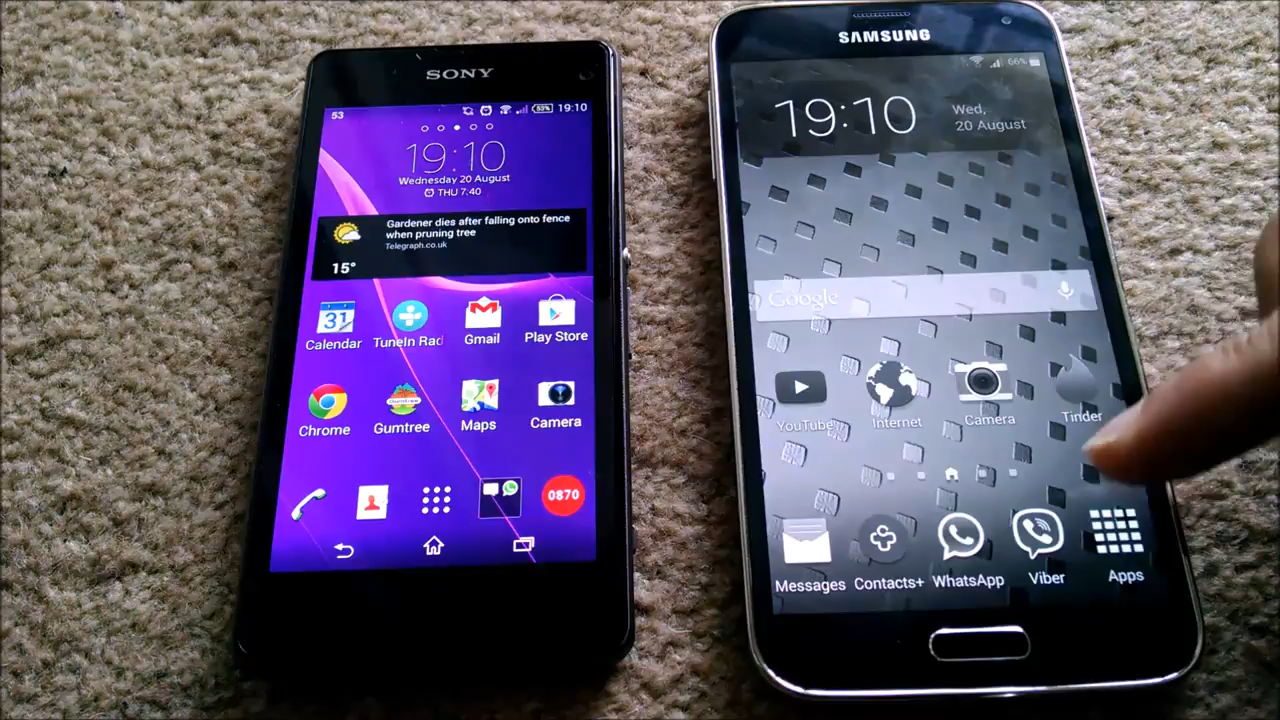 SONY
53
53%
19:10
19:10
Wednesday 20 August
THU 7.40
Gardener dies after falling onto fence
when pruning tree
Telegraph.co.uk
15°
31
Calendar
TuneIn Rad
Gmail
Play Store
Chrome
Gumtree
Gumtree
Maps
Camera
0870
SAMSUNG
66%
19:10
Wed,
20 August
Google
YouTube
Internet
Camera
Tinder
Messages
Contacts+
WhatsApp
Viber
Apps